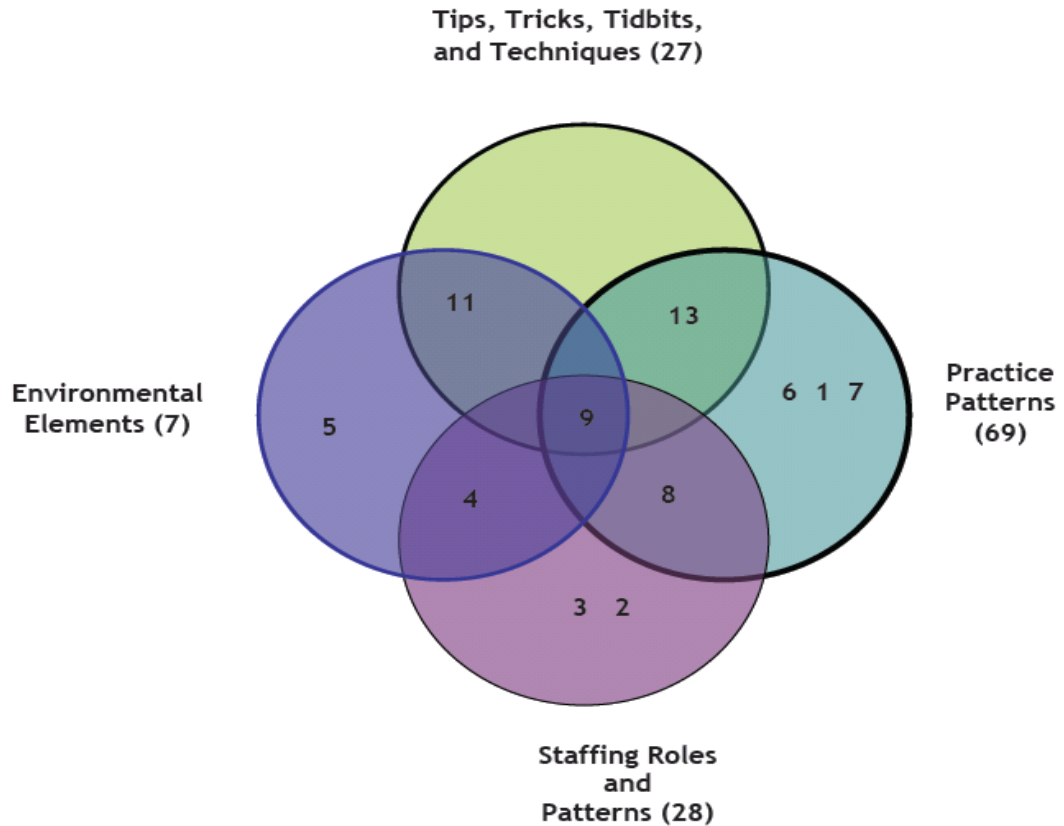 Tips, Tricks, Tidbits,
and Techniques (27)
11
13
Environmental
Elements (7)
5
9
6 1 7
Practice
Patterns
(69)
4
8
3 2
Staffing Roles
and
Patterns (28)